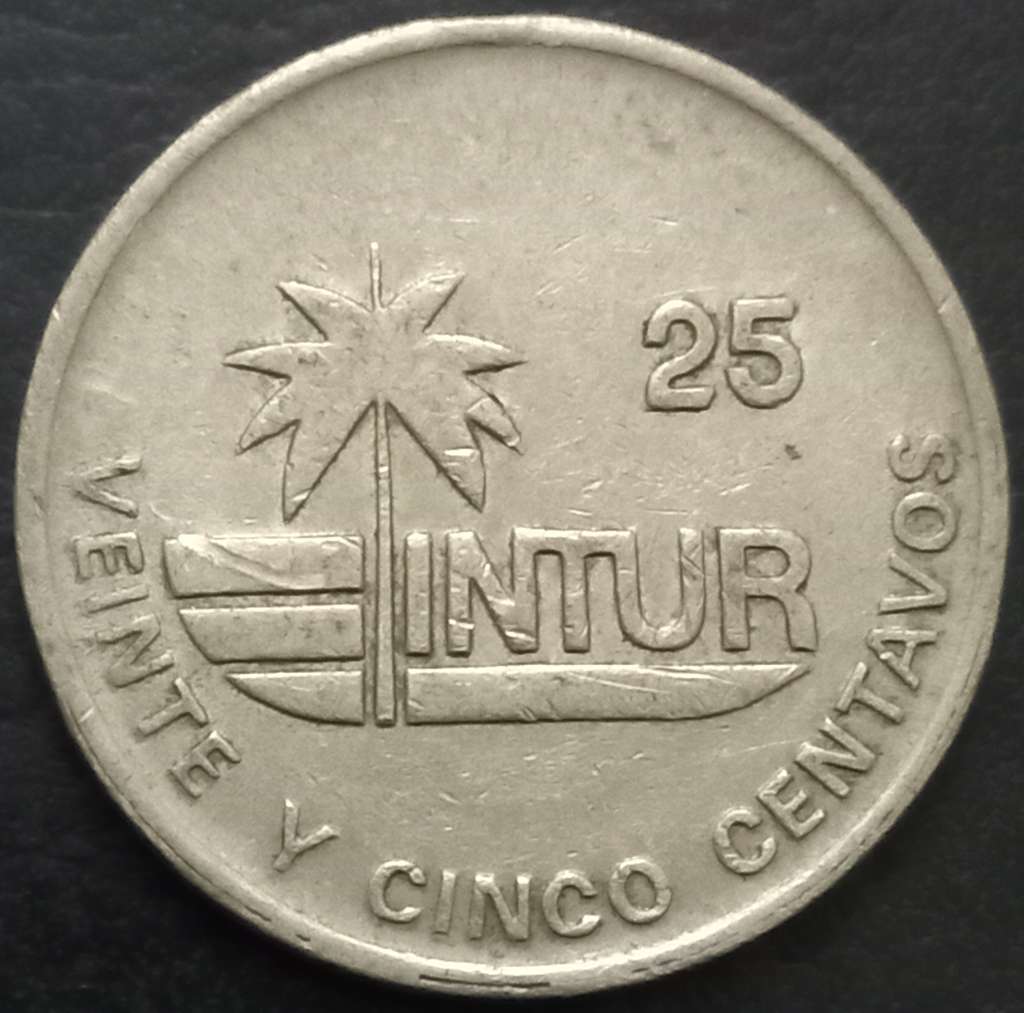 25
INTUR
VEINTE Y CINCO CENTAVOS